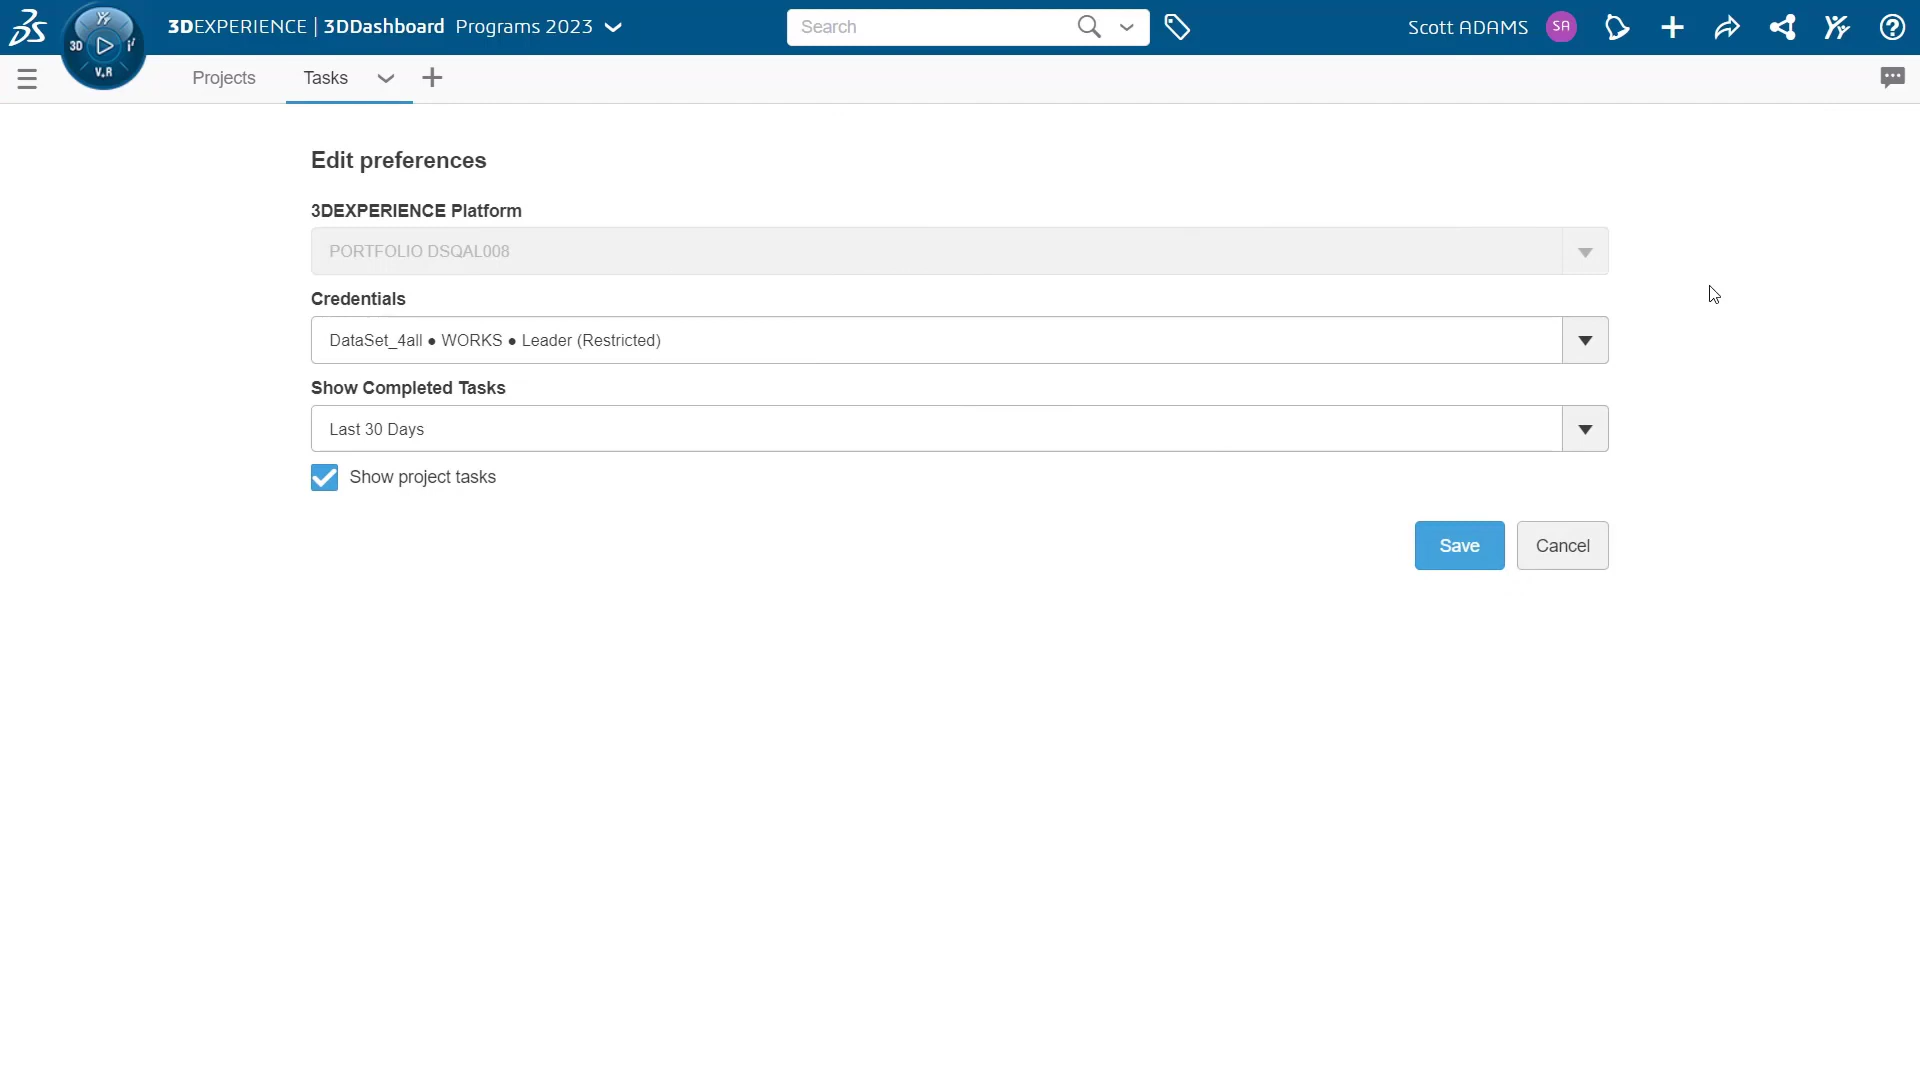 3DEXPERIENCE | 3DDashboard Programs 2023
Search
Scott ADAMS SA
3D V.R
Projects Tasks
Edit preferences
3DEXPERIENCE Platform
PORTFOLIO DSQAL008
Credentials
DataSet_4all ● WORKS ● Leader (Restricted)
Show Completed Tasks
Last 30 Days
Show project tasks
Save Cancel